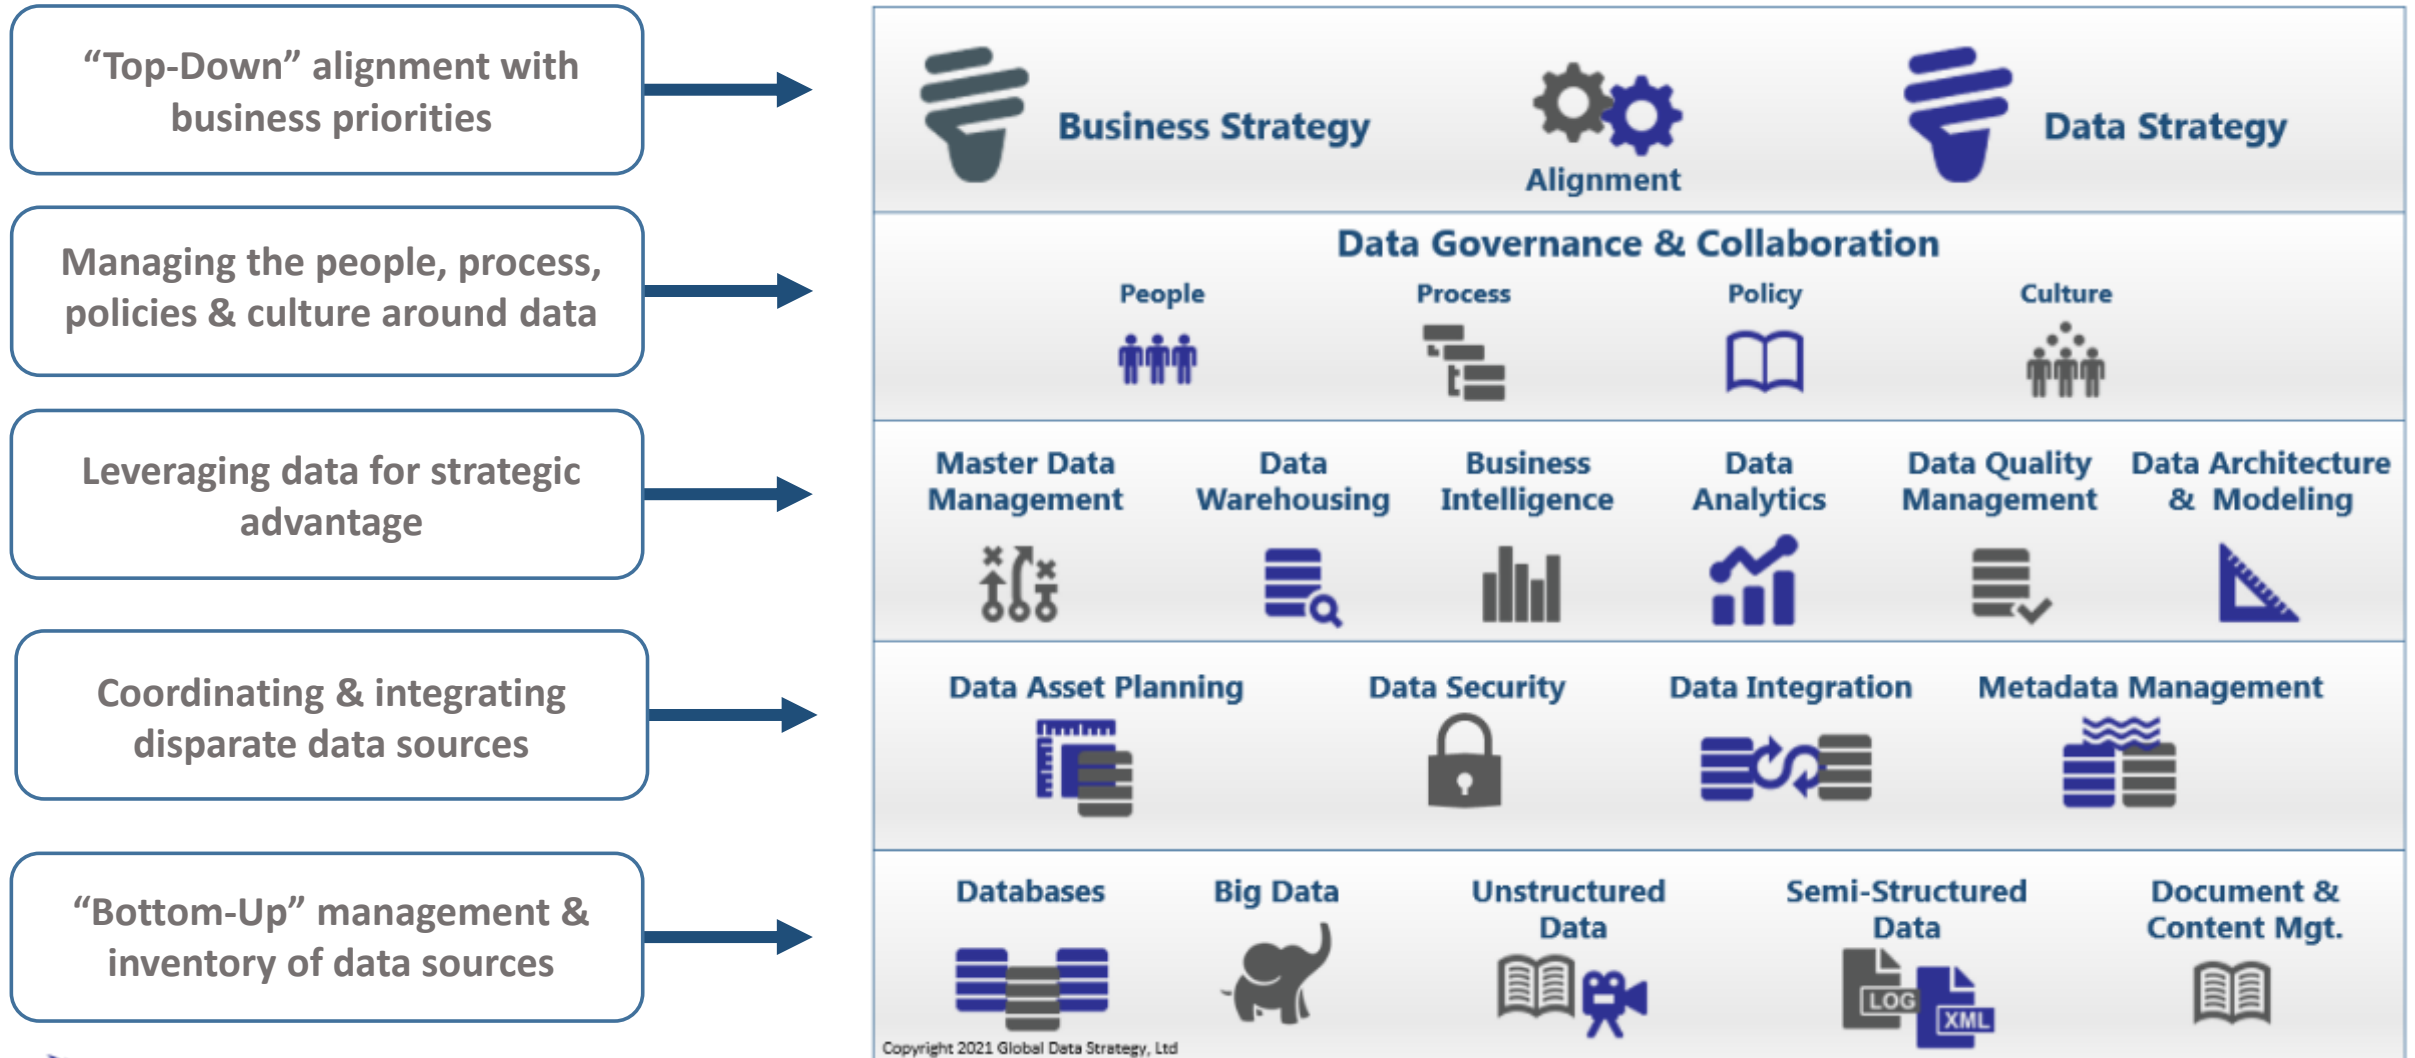 “Top-Down” alignment with
business priorities
Business Strategy
Alignment
Data Strategy
Managing the people, process,
policies & culture around data
Data Governance & Collaboration
People
Process
Policy
Culture
Leveraging data for strategic
advantage
Master Data
Management
Data
Warehousing
Business
Intelligence
Data
Analytics
Data Quality
Management
Data Architecture
& Modeling
Coordinating & integrating
disparate data sources
Data Asset Planning
Data Security
Data Integration
Metadata Management
“Bottom-Up” management &
inventory of data sources
Databases
Big Data
Unstructured
Data
Semi-Structured
Data
LOG
XML
Document &
Content Mgt.
Copyright 2021 Global Data Strategy, Ltd